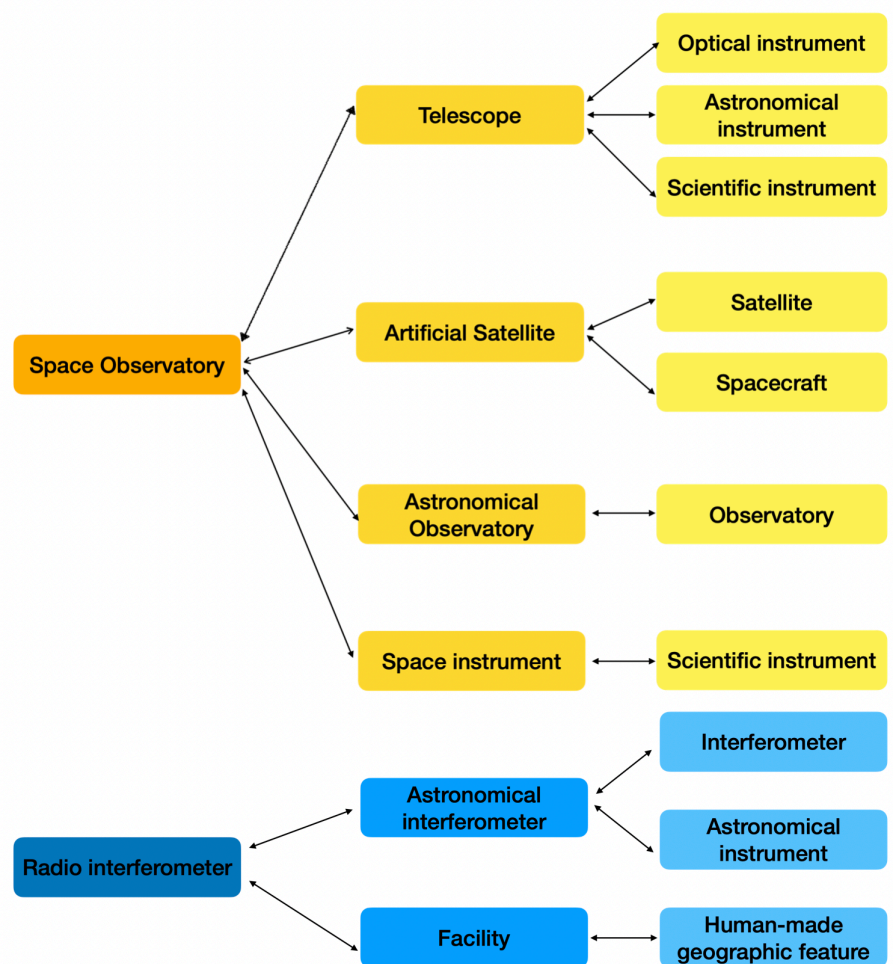 Optical instrument
Telescope
Astronomical
instrument
Scientific instrument
Space Observatory
Artificial Satellite
Satellite
Spacecraft
Astronomical
Observatory
Observatory
Space instrument
Scientific instrument
Radio interferometer
Astronomical
interferometer
Interferometer
Astronomical
instrument
Facility
Human-made
geographic feature